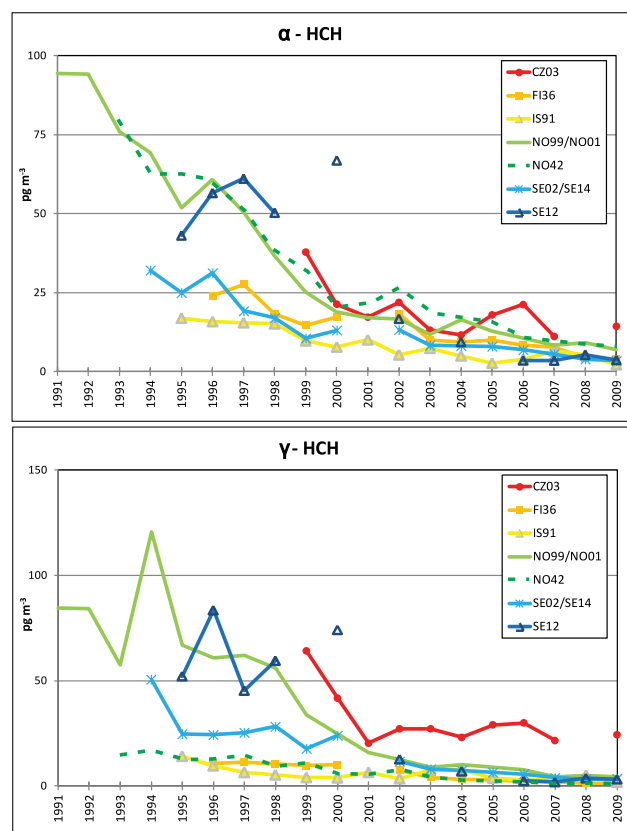 α - HCH
100
75
50
25
0
pg m⁻³
CZ03
FI36
IS91
NO99/NO01
NO42
SE02/SE14
SE12
1991 1992 1993 1994 1995 1996 1997 1998 1999 2000 2001 2002 2003 2004 2005 2006 2007 2008 2009
γ - HCH
150
100
50
0
pg m⁻³
CZ03
FI36
IS91
NO99/NO01
NO42
SE02/SE14
SE12
1991 1992 1993 1994 1995 1996 1997 1998 1999 2000 2001 2002 2003 2004 2005 2006 2007 2008 2009